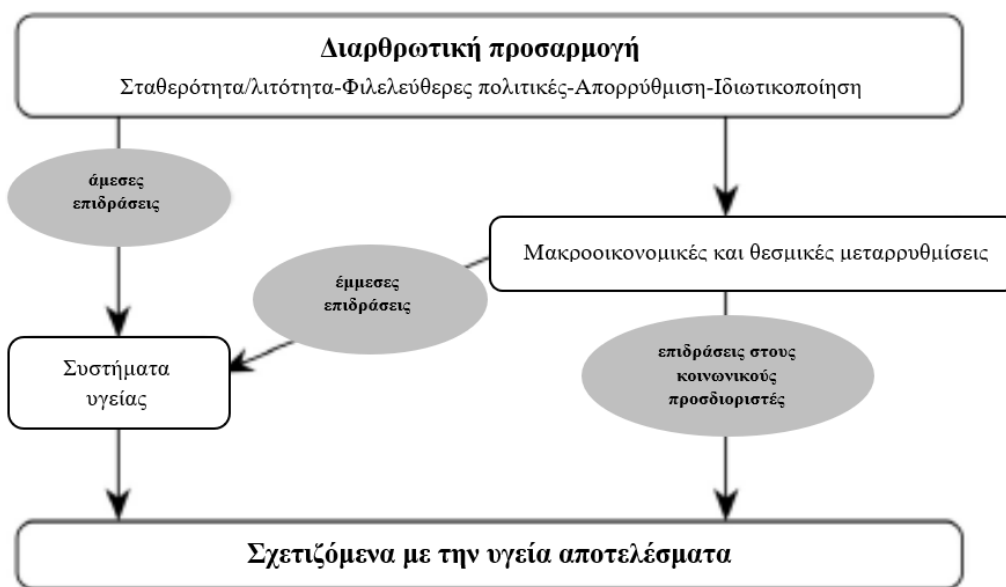 Διαρθρωτική προσαρμογή
Σταθερότητα/λιτότητα-Φιλελεύθερες πολιτικές-Απορρύθμιση-Ιδιωτικοποίηση
άμεσες
επιδράσεις
Μακροοικονομικές και θεσμικές μεταρρυθμίσεις
έμμεσες
επιδράσεις
επιδράσεις στους
κοινωνικούς
προσδιοριστές
Συστήματα
υγείας
Σχετιζόμενα με την υγεία αποτελέσματα